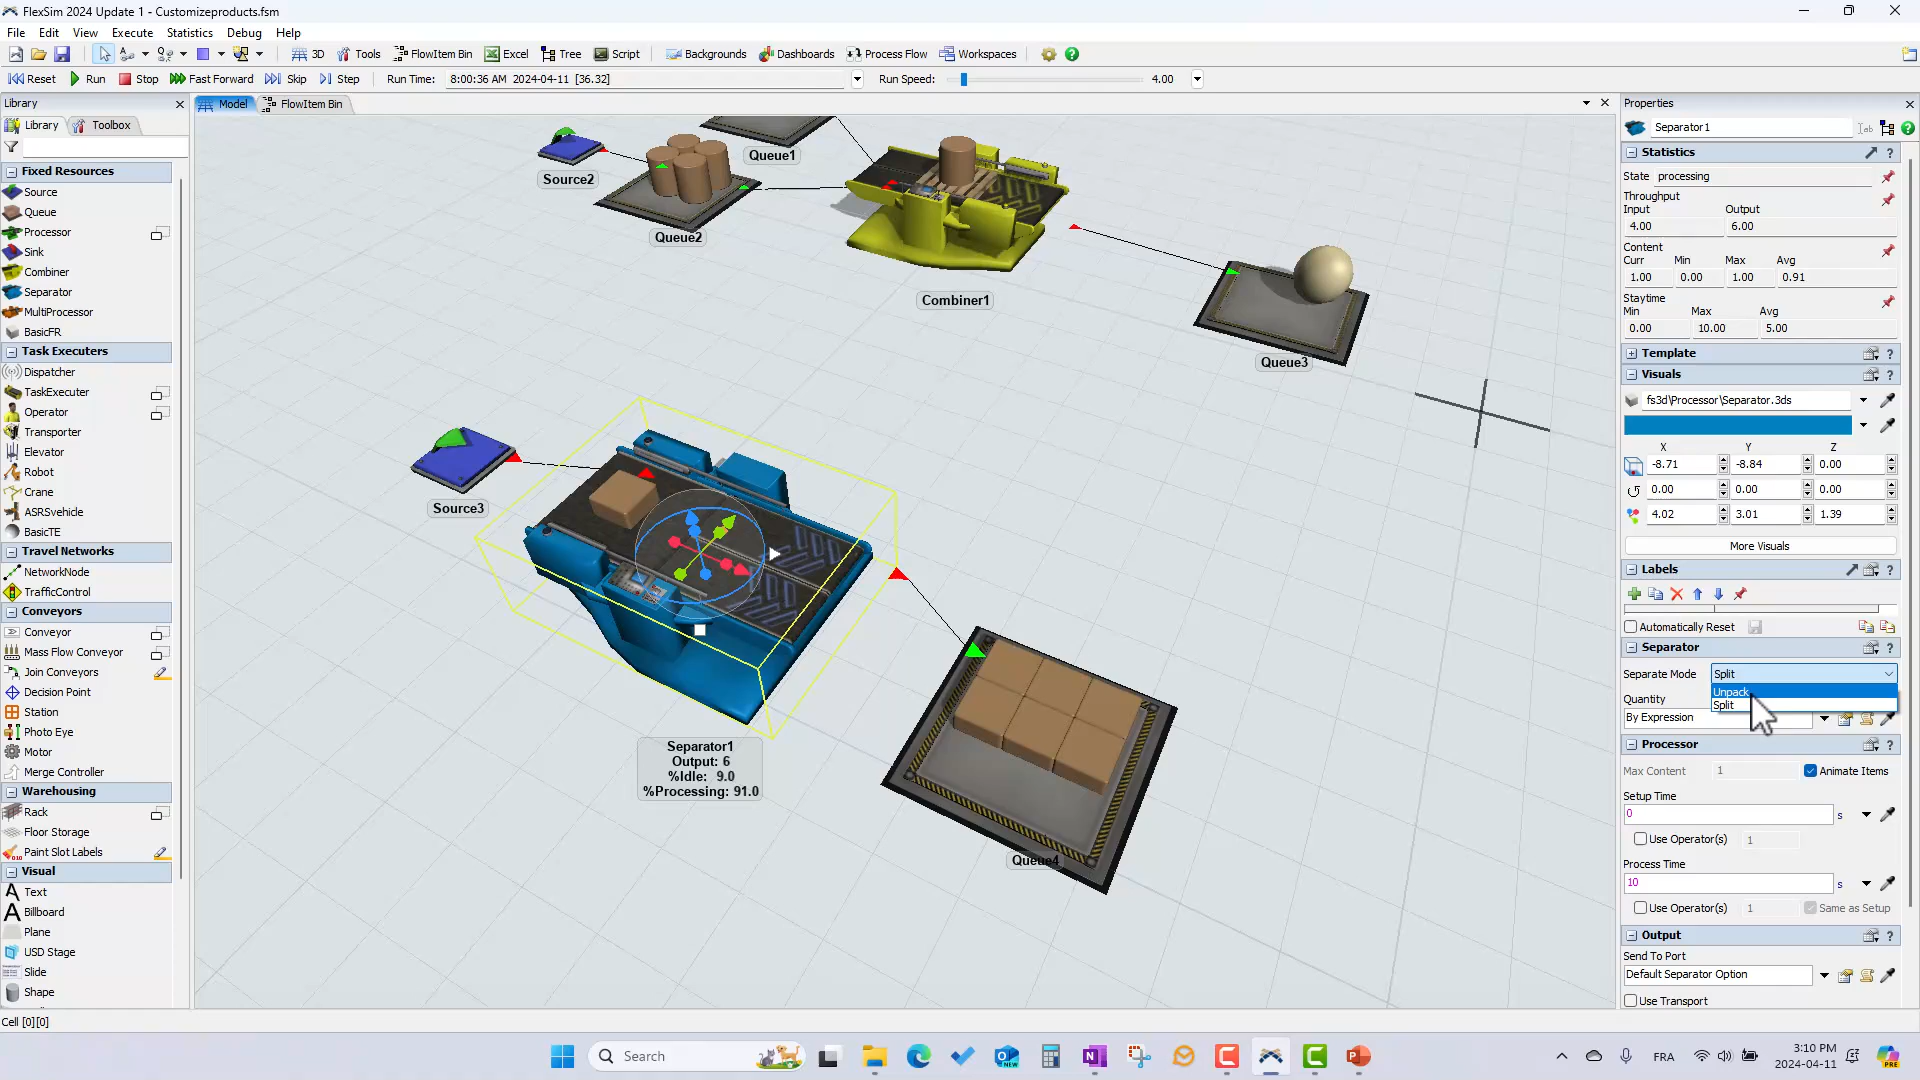 FlexSim 2024 Update 1 - Customizeproducts.fsm
File Edit View Execute Statistics Debug Help
3D Tools FlowItem Bin Excel Tree Script Backgrounds Dashboards Process Flow Workspaces
Reset Run Stop Fast Forward Skip Step Run Time: 8:00:36 AM 2024-04-11 [36.32] Run Speed: 4.00
Library
Library Toolbox
Fixed Resources
Source
Queue
Processor
Sink
Combiner
Separator
MultiProcessor
BasicFR
Task Executers
Dispatcher
TaskExecuter
Operator
Transporter
Elevator
Robot
Crane
ASRSvehicle
BasicTE
Travel Networks
NetworkNode
TrafficControl
Conveyors
Conveyor
Mass Flow Conveyor
Join Conveyors
Decision Point
Station
Photo Eye
Motor
Merge Controller
Warehousing
Rack
Floor Storage
Paint Slot Labels
Visual
Text
Billboard
Plane
USD Stage
Slide
Shape
Cell [0][0]
Model FlowItem Bin
Queue1
Source2
Queue2
Combiner1
Queue3
Source3
Separator1
Output: 6
%Idle: 9.0
%Processing: 91.0
Queue4
Properties
Separator1
Statistics
State processing
Throughput
Input Output
4.00 6.00
Content
Curr Min Max Avg
1.00 0.00 1.00 0.91
Staytime
Min Max Avg
0.00 10.00 5.00
Template
Visuals
fs3d\Processor\Separator.3ds
X Y Z
-8.71 -8.84 0.00
0.00 0.00 0.00
4.02 3.01 1.39
More Visuals
Labels
Automatically Reset
Separator
Separate Mode Split
Unpack
Split
Quantity
By Expression
Processor
Max Content 1 Animate Items
Setup Time
0 s
Use Operator(s) 1
Process Time
10 s
Use Operator(s) 1 Same as Setup
Output
Send To Port
Default Separator Option
Use Transport
Search
FRA
3:10 PM
2024-04-11